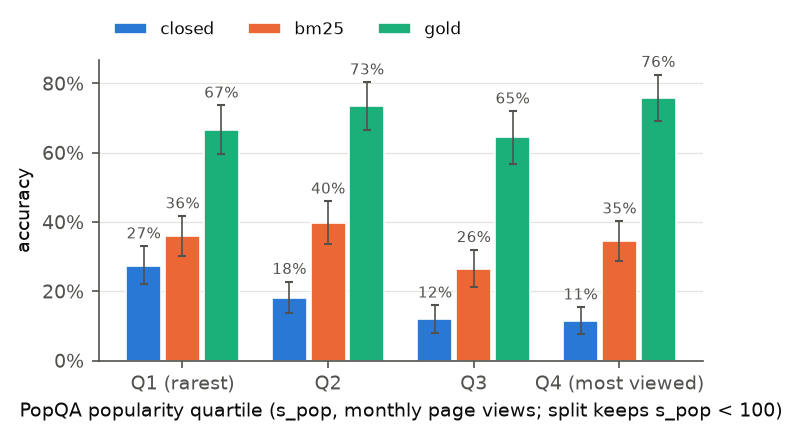 closed bm25 gold
accuracy
80%
60%
40%
20%
0%
27% 36% 67%
18% 40% 73%
12% 26% 65%
11% 35% 76%
Q1 (rarest) Q2 Q3 Q4 (most viewed)
PopQA popularity quartile (s_pop, monthly page views; split keeps s_pop < 100)